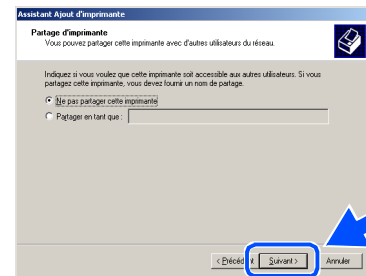 Assistant Ajout d'imprimante
Partage d'imprimante
Vous pouvez partager cette imprimante avec d'autres utilisateurs du réseau.
Indiquez si vous voulez que cette imprimante soit accessible aux autres utilisateurs. Si vous
partagez cette imprimante, vous devez fournir un nom de partage.
Ne pas partager cette imprimante
Partager en tant que :
< Précédent Suivant > Annuler